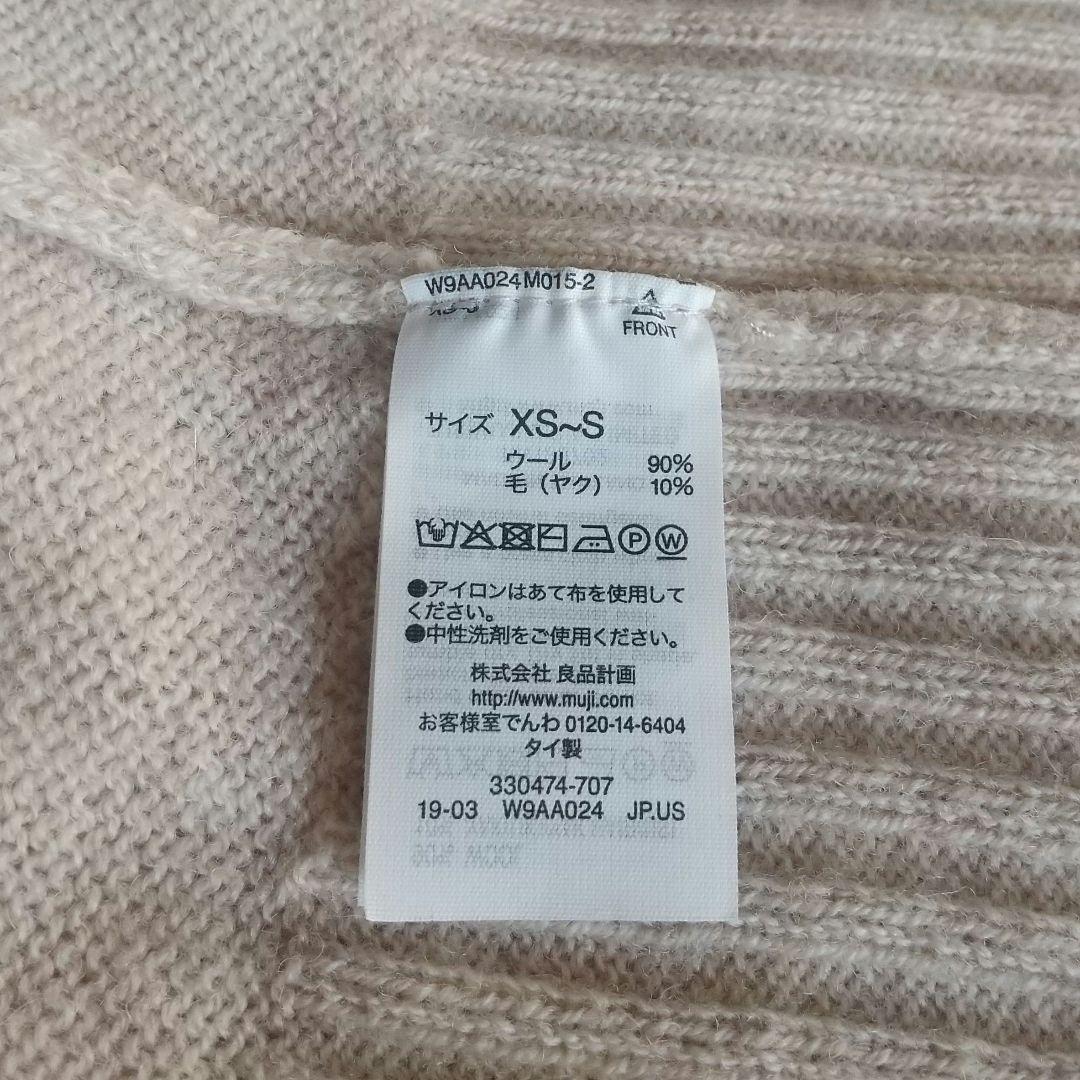 W9AA024M015-2
FRONT
サイズ XS~S
ウール 90%
毛（ヤク） 10%
P W
●アイロンはあて布を使用して
ください。
●中性洗剤をご使用ください。
株式会社 良品計画
http://www.muji.com
お客様室でんわ 0120-14-6404
タイ製
330474-707
19-03 W9AA024 JP.US